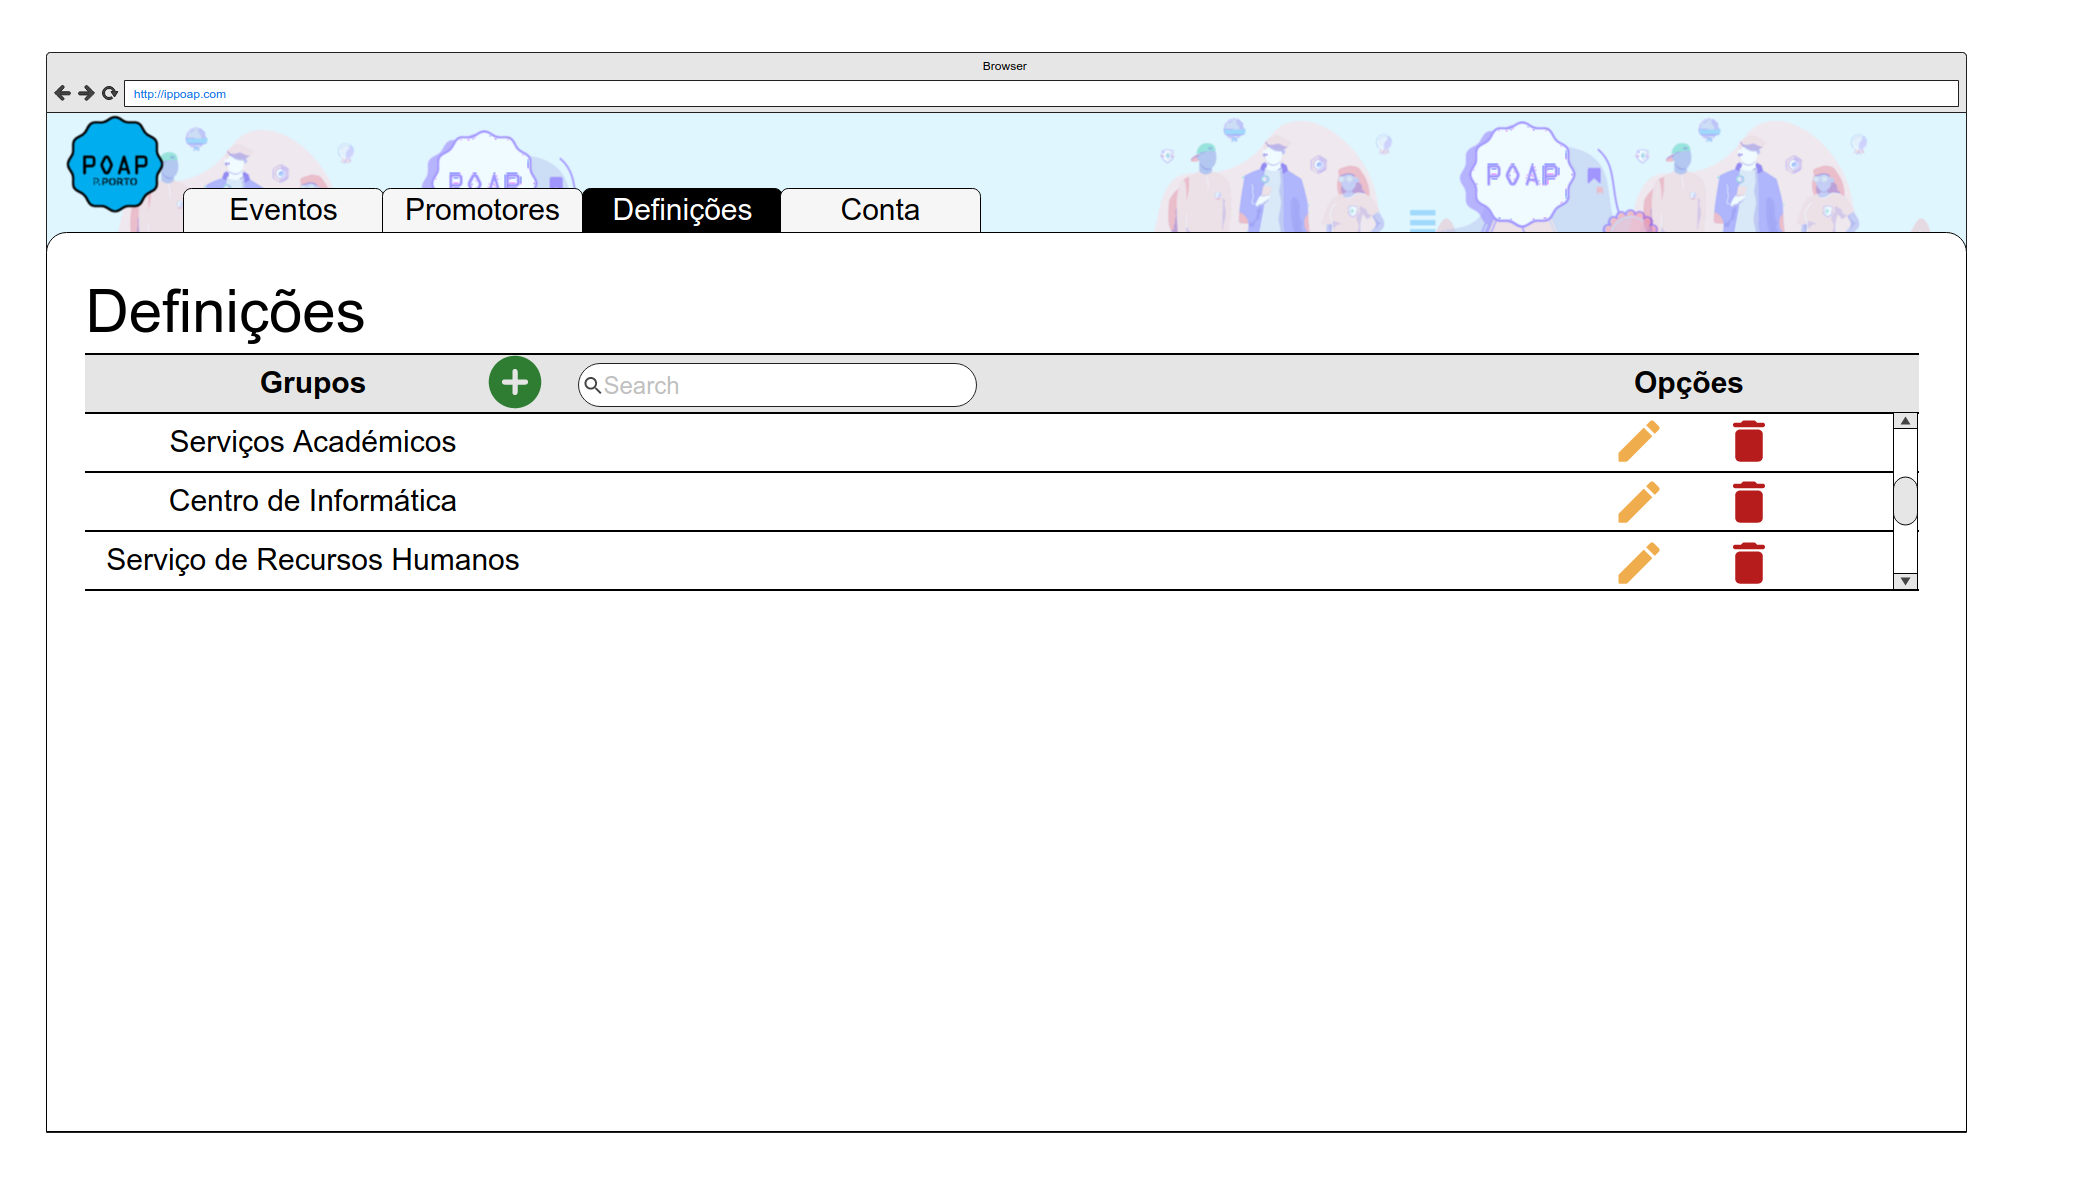 Browser
http://ippoap.com
POAP
P.PORTO
POAP
POAP
Eventos
Promotores
Definições
Conta
Definições
Grupos
Search
Opções
Serviços Académicos
Centro de Informática
Serviço de Recursos Humanos